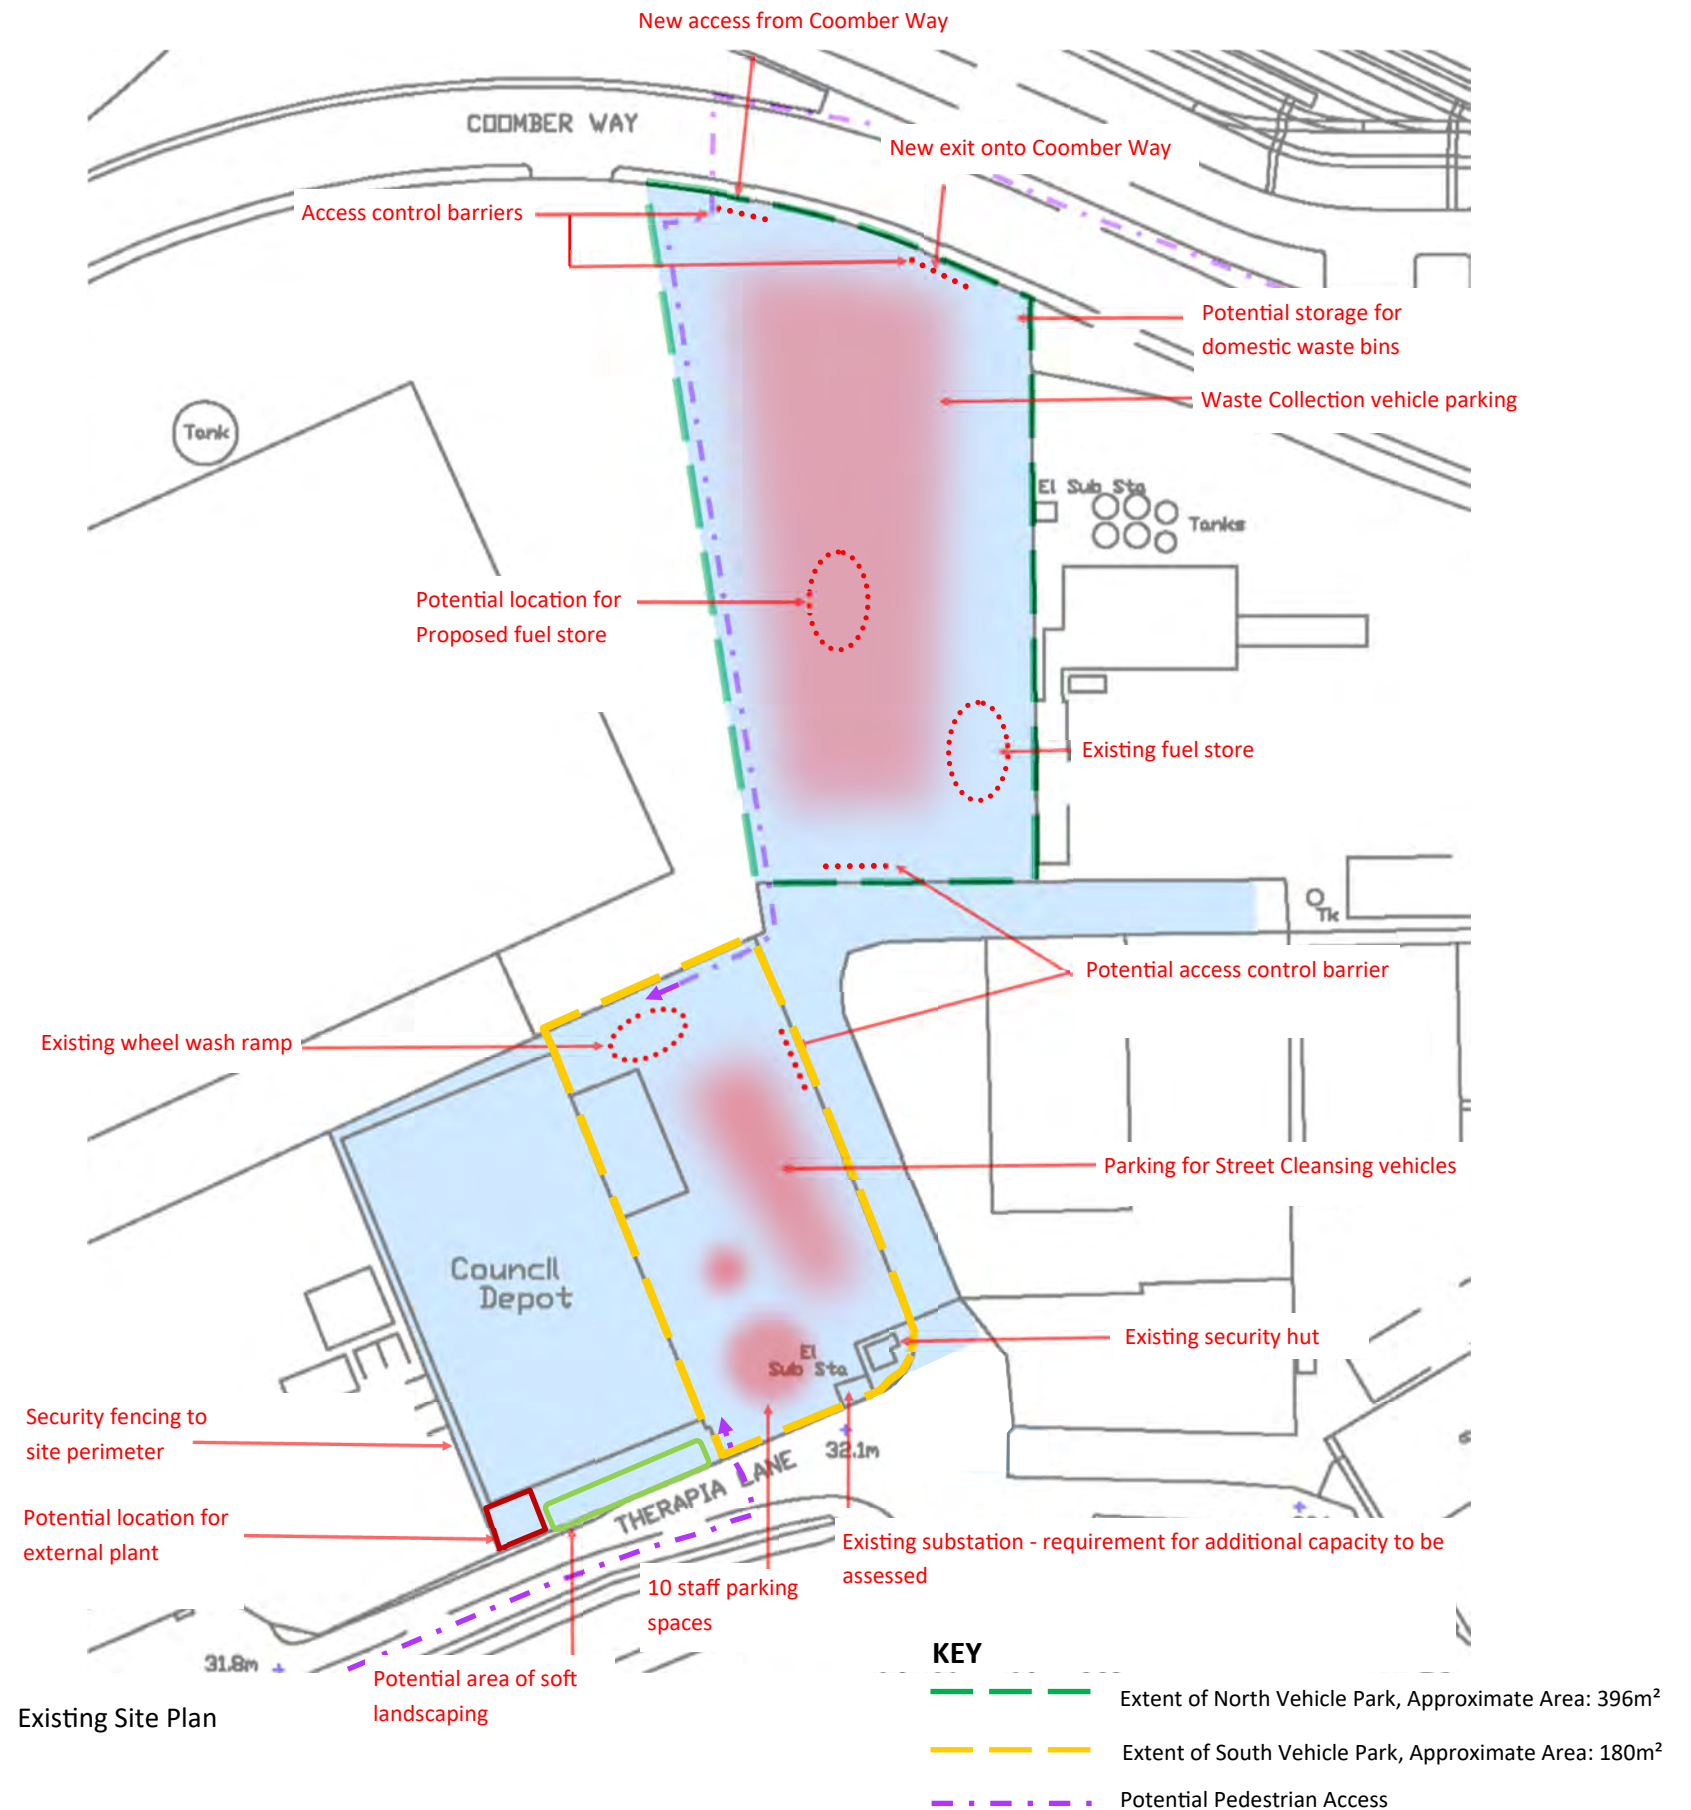 New access from Coomber Way
COOMBER WAY
New exit onto Coomber Way
Access control barriers
Potential storage for
domestic waste bins
Waste Collection vehicle parking
Tank
El Sub Sta
Tanks
Potential location for
Proposed fuel store
Existing fuel store
Tk
Potential access control barrier
Existing wheel wash ramp
Parking for Street Cleansing vehicles
Council
Depot
Existing security hut
El
Sub Sta
Security fencing to
site perimeter
32.1m
THERAPIA LANE
Potential location for
external plant
Existing substation - requirement for additional capacity to be
assessed
10 staff parking
spaces
31.8m
Potential area of soft
landscaping
Existing Site Plan
KEY
Extent of North Vehicle Park, Approximate Area: 396m²
Extent of South Vehicle Park, Approximate Area: 180m²
Potential Pedestrian Access